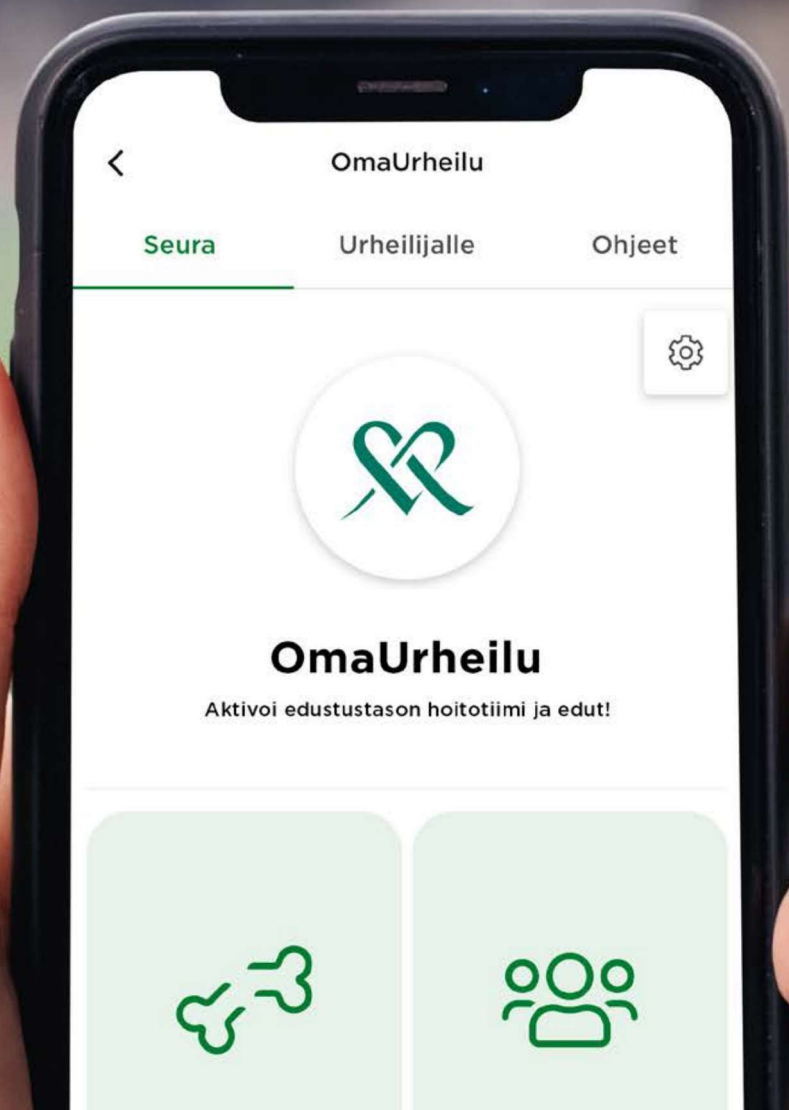 OmaUrheilu
Seura Urheilijalle Ohjeet
OmaUrheilu
Aktivoi edustustason hoitotiimi ja edut!